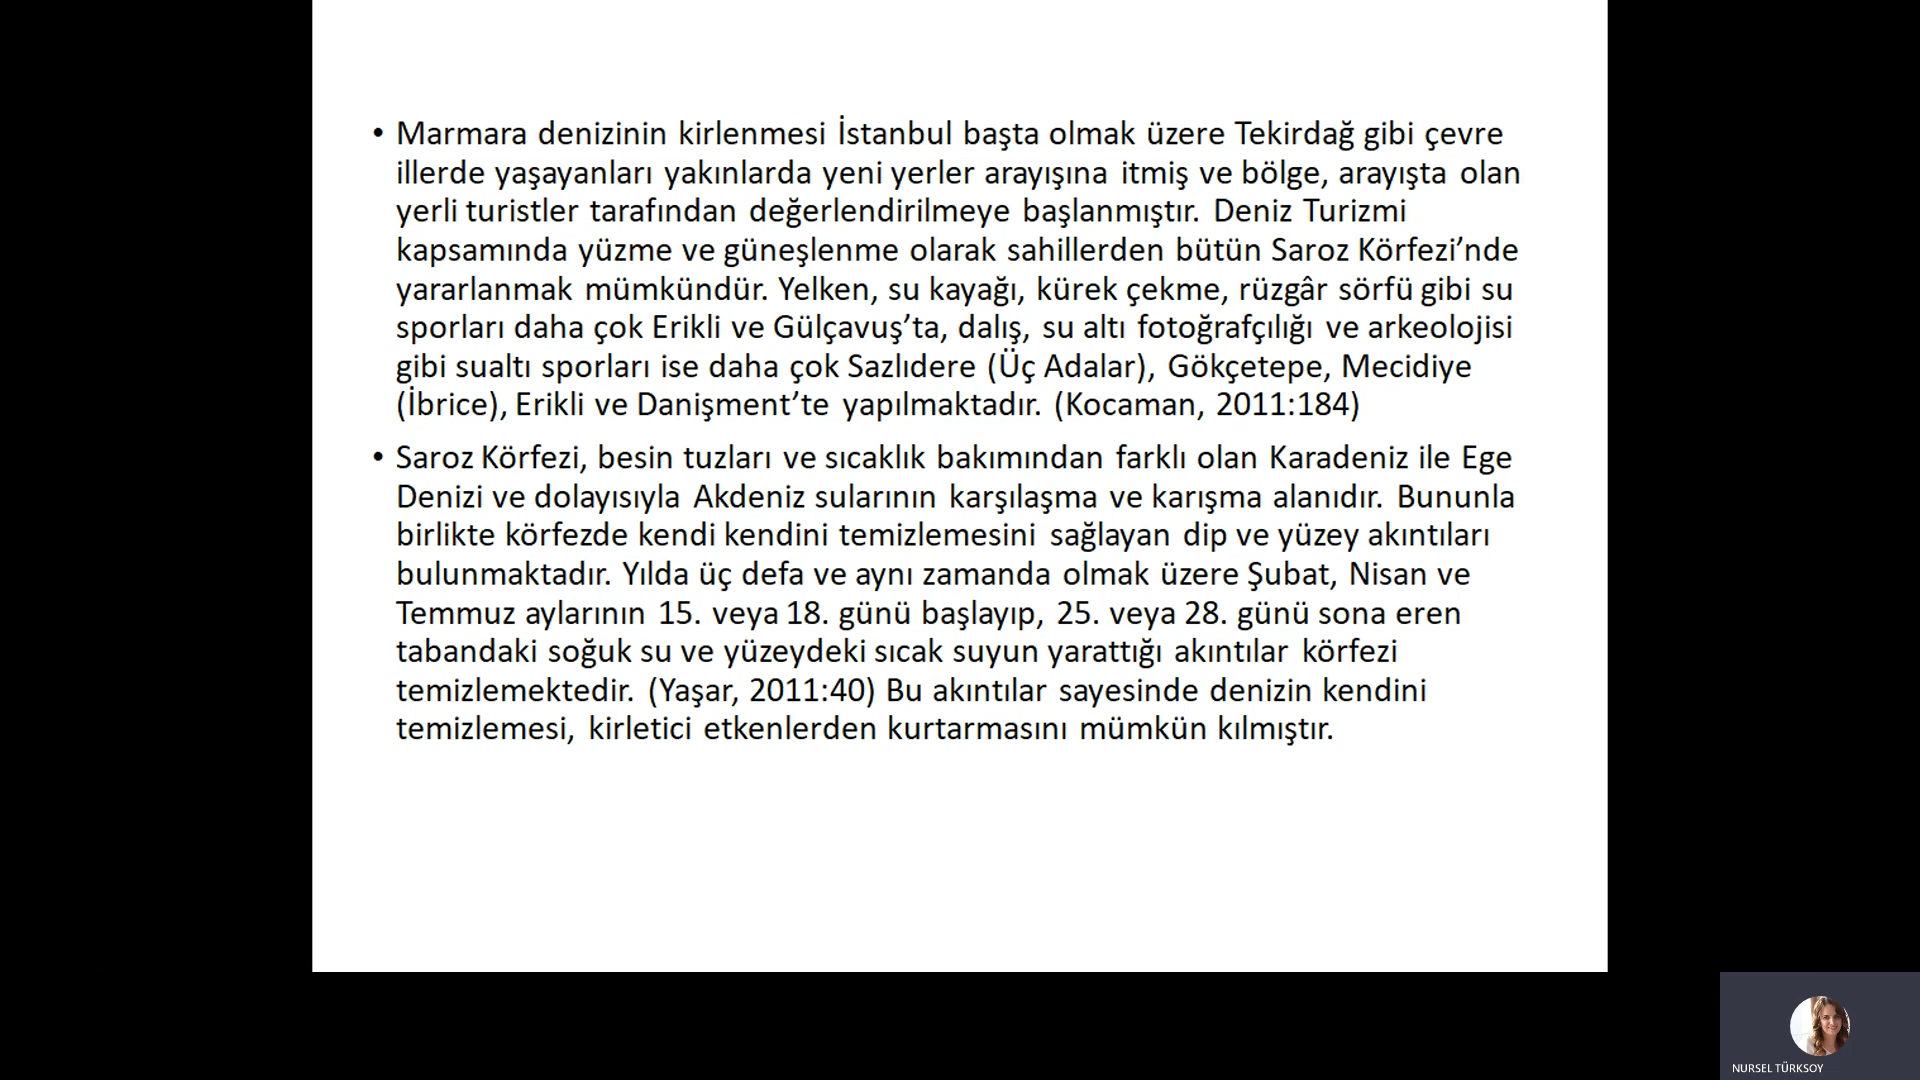 • Marmara denizinin kirlenmesi İstanbul başta olmak üzere Tekirdağ gibi çevre
illerde yaşayanları yakınlarda yeni yerler arayışına itmiş ve bölge, arayışta olan
yerli turistler tarafından değerlendirilmeye başlanmıştır. Deniz Turizmi
kapsamında yüzme ve güneşlenme olarak sahillerden bütün Saroz Körfezi’nde
yararlanmak mümkündür. Yelken, su kayağı, kürek çekme, rüzgâr sörfü gibi su
sporları daha çok Erikli ve Gülçavuş’ta, dalış, su altı fotoğrafçılığı ve arkeolojisi
gibi sualtı sporları ise daha çok Sazlıdere (Üç Adalar), Gökçetepe, Mecidiye
(İbrice), Erikli ve Danişment’te yapılmaktadır. (Kocaman, 2011:184)
• Saroz Körfezi, besin tuzları ve sıcaklık bakımından farklı olan Karadeniz ile Ege
Denizi ve dolayısıyla Akdeniz sularının karşılaşma ve karışma alanıdır. Bununla
birlikte körfezde kendi kendini temizlemesini sağlayan dip ve yüzey akıntıları
bulunmaktadır. Yılda üç defa ve aynı zamanda olmak üzere Şubat, Nisan ve
Temmuz aylarının 15. veya 18. günü başlayıp, 25. veya 28. günü sona eren
tabandaki soğuk su ve yüzeydeki sıcak suyun yarattığı akıntılar körfezi
temizlemektedir. (Yaşar, 2011:40) Bu akıntılar sayesinde denizin kendini
temizlemesi, kirletici etkenlerden kurtarmasını mümkün kılmıştır.
NURSEL TÜRKSOY